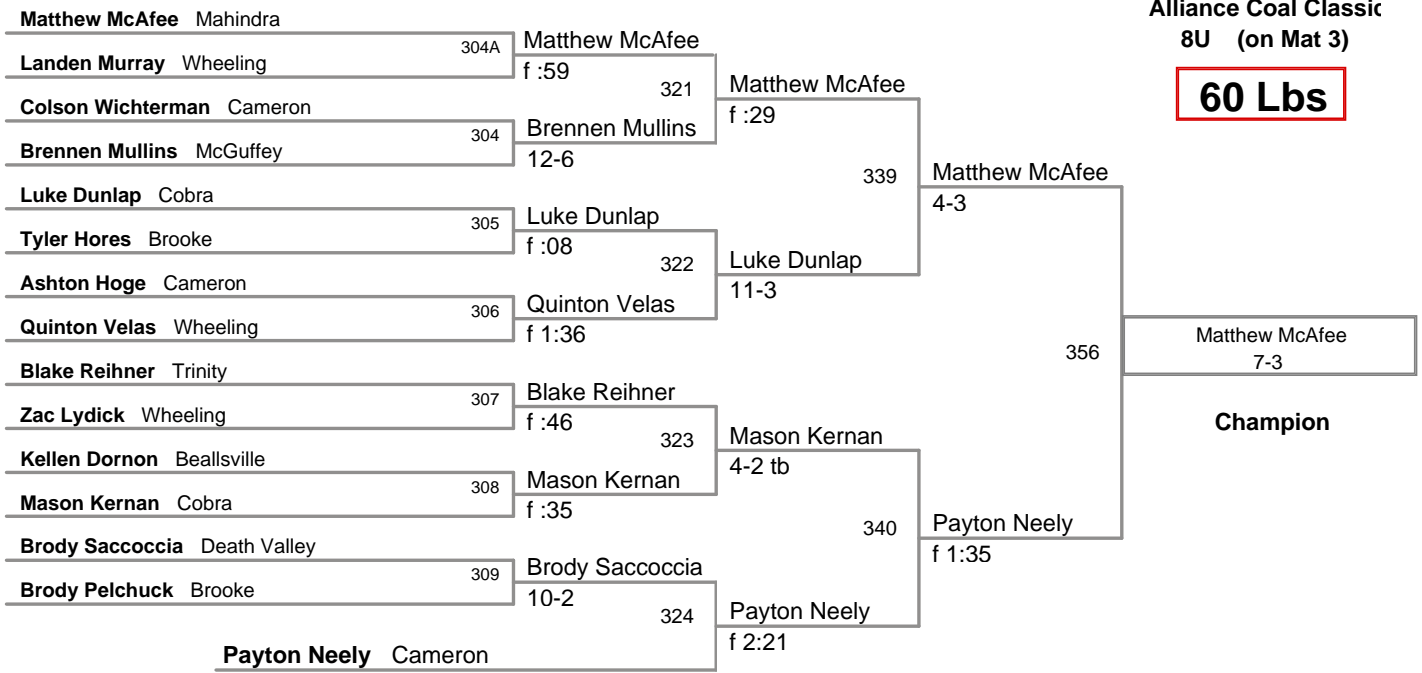 Alliance Coal Classic
8U (on Mat 3)
60 Lbs
Matthew McAfee Mahindra
304A
Landen Murray Wheeling
Matthew McAfee
f :59
321
Colson Wichterman Cameron
304
Brennen Mullins McGuffey
Brennen Mullins
12-6
Matthew McAfee
f :29
339
Luke Dunlap Cobra
305
Tyler Hores Brooke
Luke Dunlap
f :08
322
Ashton Hoge Cameron
306
Quinton Velas Wheeling
Quinton Velas
f 1:36
Luke Dunlap
11-3
Matthew McAfee
4-3
356
Blake Reihner Trinity
307
Zac Lydick Wheeling
Blake Reihner
f :46
323
Kellen Dornon Beallsville
308
Mason Kernan Cobra
Mason Kernan
f :35
Mason Kernan
4-2 tb
340
Brody Saccoccia Death Valley
309
Brody Pelchuck Brooke
Brody Saccoccia
10-2
324
Payton Neely Cameron
Payton Neely
f 2:21
Payton Neely
f 1:35
Matthew McAfee
7-3
Champion